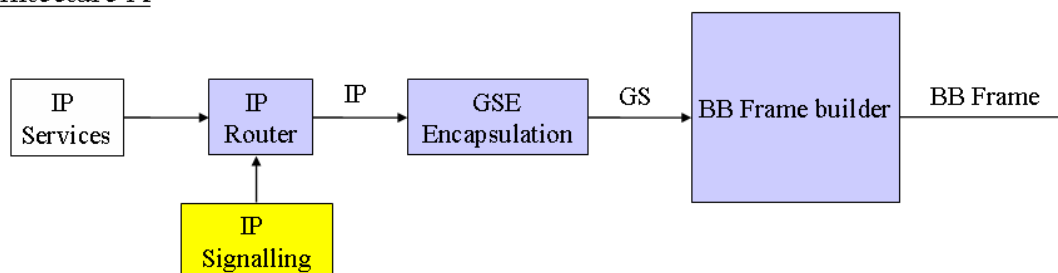 IP
Services
IP
Router
IP
GSE
Encapsulation
GS
BB Frame builder
BB Frame
IP
Signalling